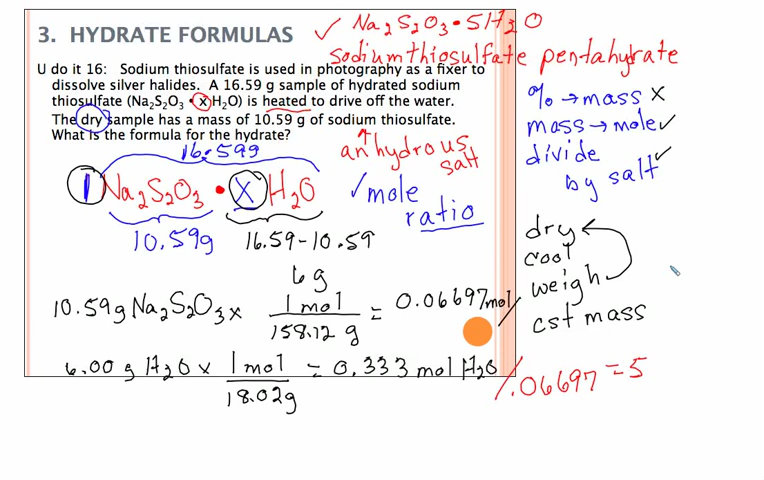 3. HYDRATE FORMULAS
✓ Na₂S₂O₃•5H₂O
sodium thiosulfate pentahydrate
U do it 16: Sodium thiosulfate is used in photography as a fixer to
dissolve silver halides. A 16.59 g sample of hydrated sodium
thiosulfate (Na₂S₂O₃ • xH₂O) is heated to drive off the water.
The dry sample has a mass of 10.59 g of sodium thiosulfate.
What is the formula for the hydrate?
% → mass x
mass → mole ✓
divide
by salt ✓
16.59g
anhydrous
salt
1 Na₂S₂O₃ • x H₂O
✓ mole
ratio
10.59g
16.59-10.59
6g
dry
cool
weigh
cst mass
10.59g Na₂S₂O₃ x 1 mol / 158.12 g = 0.06697 mol /
6.00 g H₂O x 1 mol / 18.02g = 0.333 mol H₂O /.06697 = 5